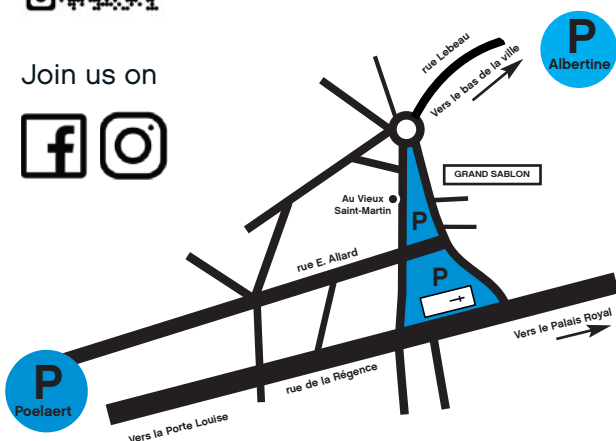 Join us on
rue Lebeau
Vers le bas de la ville
P
Albertine
GRAND SABLON
Au Vieux
Saint-Martin
P
rue E. Allard
P
Vers le Palais Royal
rue de la Régence
P
Poelaert
Vers la Porte Louise